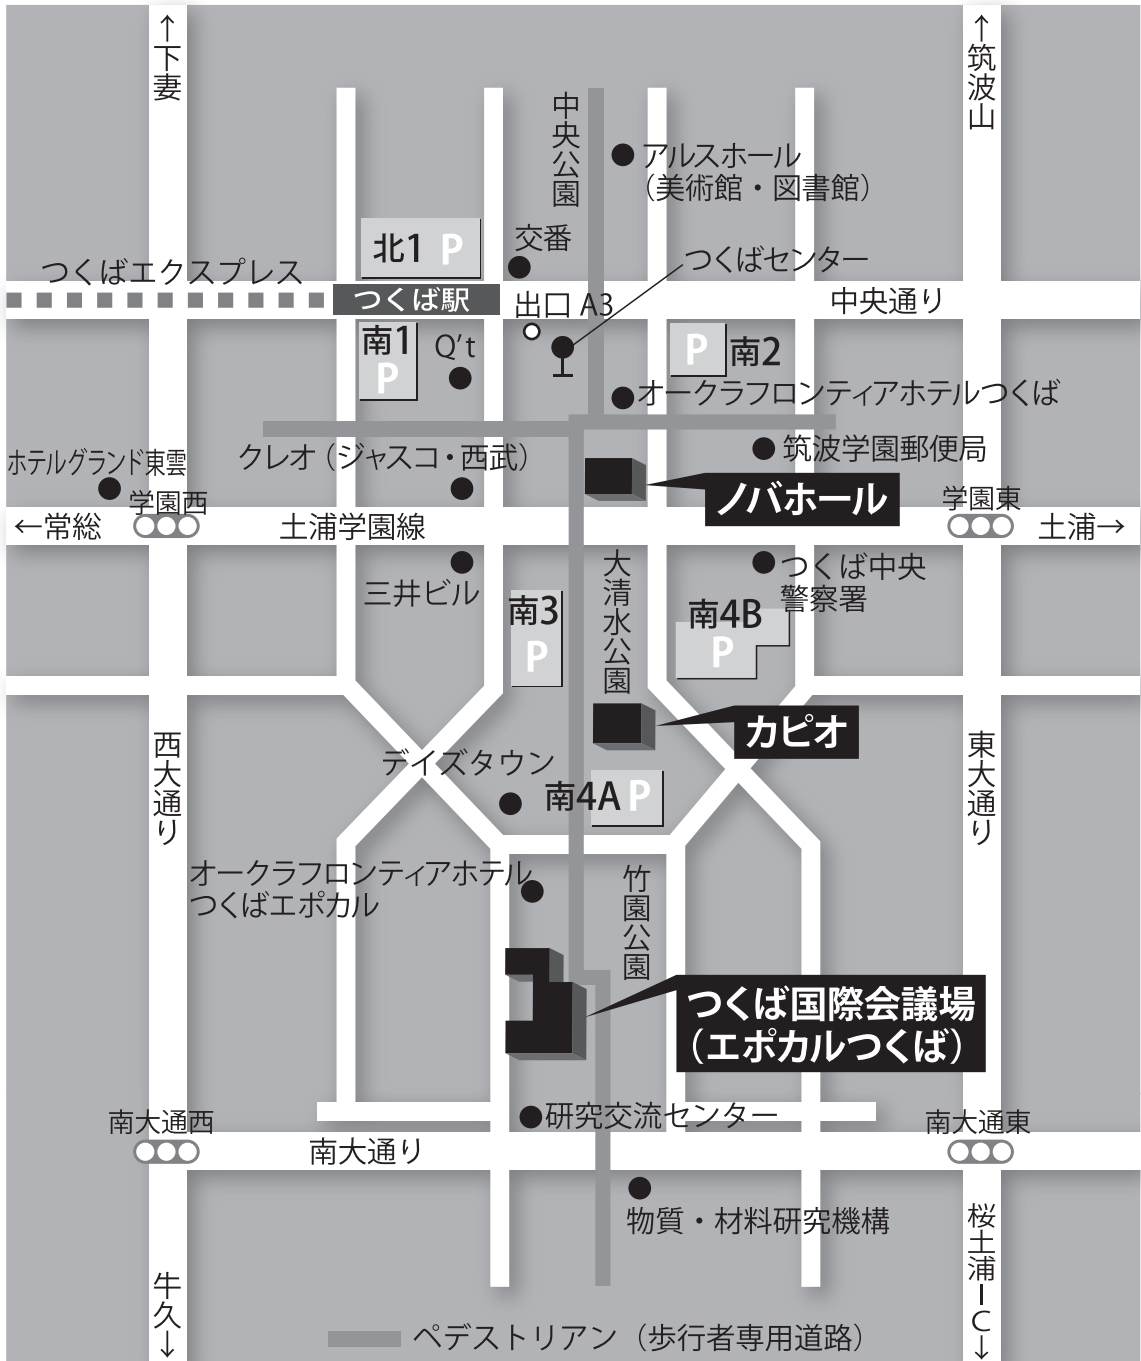 ↑下妻
↑筑波山
中央公園
アルスホール
（美術館・図書館）
北1 P
交番
つくばエクスプレス
つくばセンター
つくば駅
出口 A3
中央通り
南1
P
Q't
P 南2
オークラフロンティアホテルつくば
クレオ（ジャスコ・西武）
筑波学園郵便局
ホテルグランド東雲
学園西
ノバホール
学園東
←常総
土浦学園線
土浦→
三井ビル
大清水公園
つくば中央
警察署
南3
P
南4B
P
カピオ
西大通り
東大通り
デイズタウン
南4A P
オークラフロンティアホテル
つくばエポカル
竹園公園
つくば国際会議場
（エポカルつくば）
南大通西
研究交流センター
南大通東
南大通り
物質・材料研究機構
牛久↓
桜土浦IC↓
ペデストリアン（歩行者専用道路）